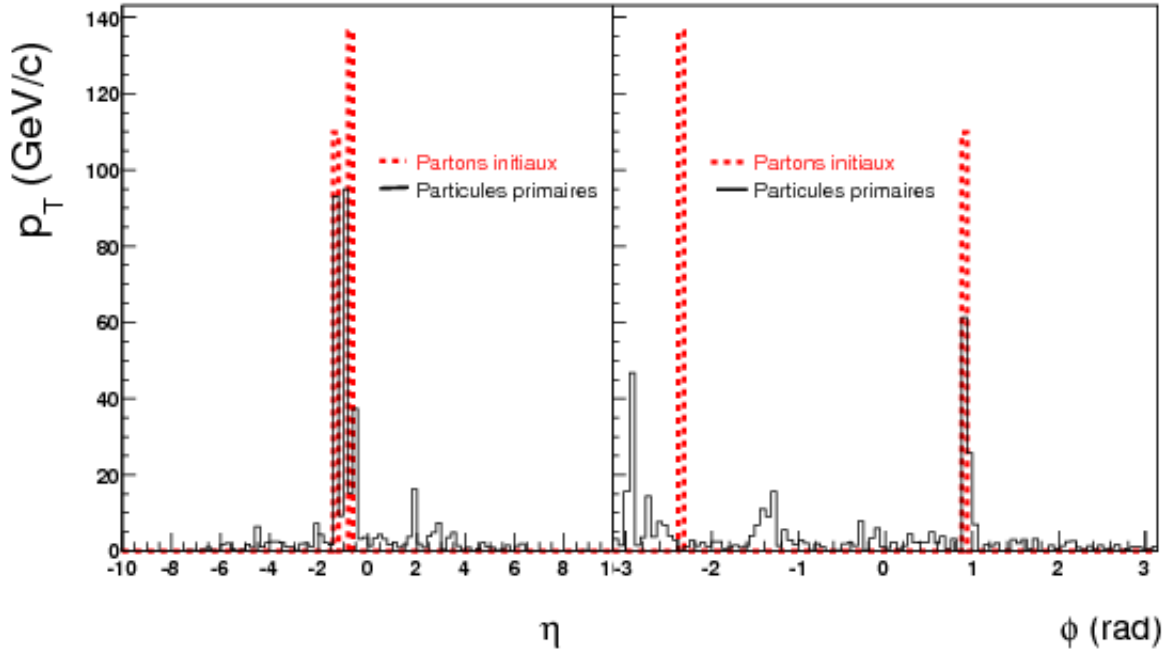 p_T (GeV/c)
140
120
100
80
60
40
20
0
Partons initiaux
Particules primaires
Partons initiaux
Particules primaires
-10 -8 -6 -4 -2 0 2 4 6 8 1
-3 -2 -1 0 1 2 3
η
ϕ (rad)